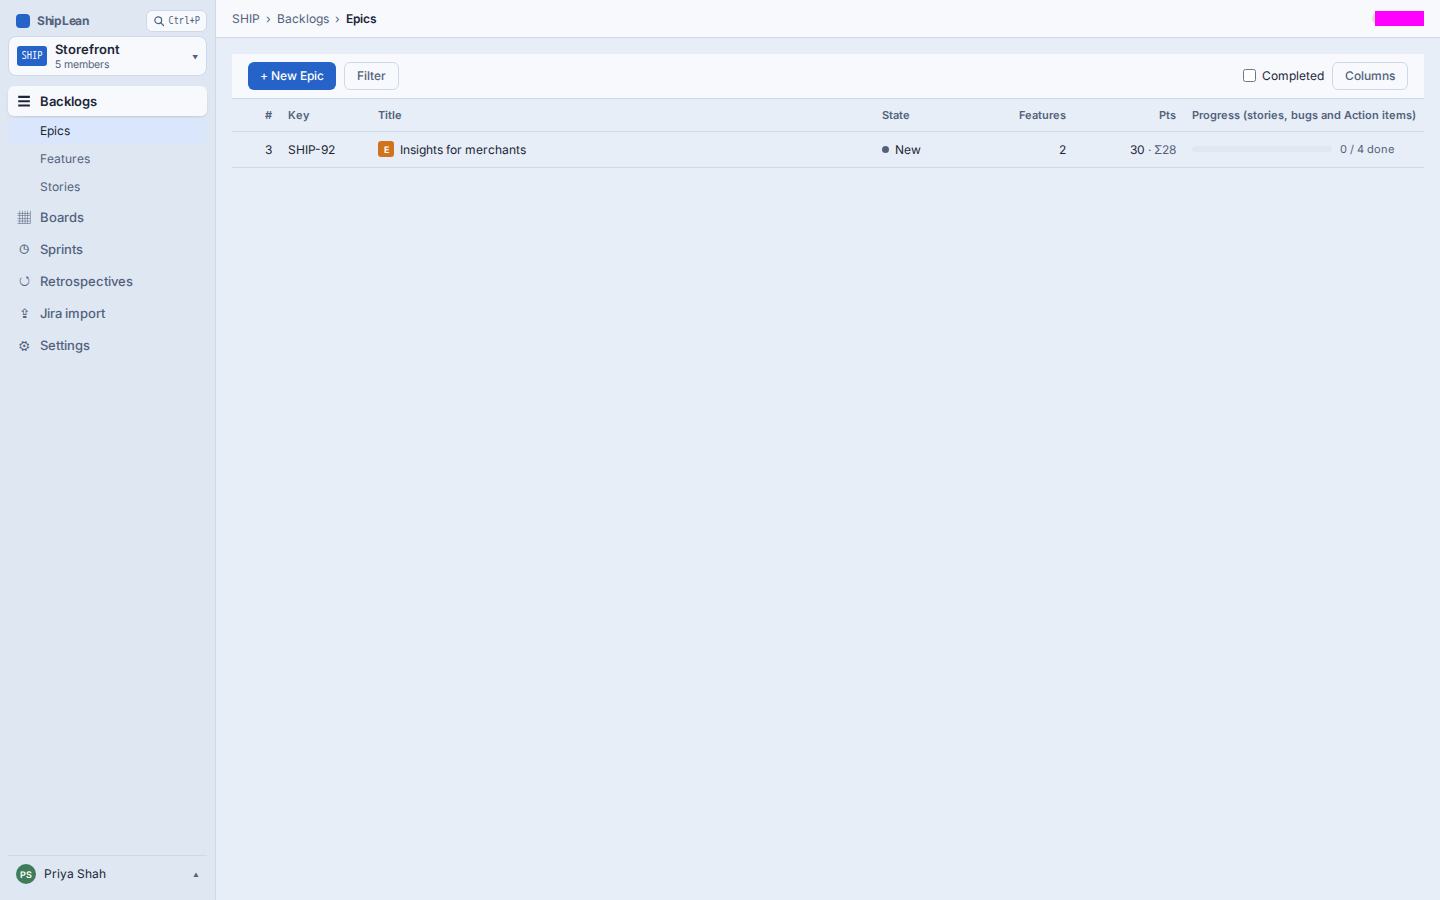 ShipLean
Ctrl+P
SHIP
Storefront
5 members
Backlogs
Epics
Features
Stories
Boards
Sprints
Retrospectives
Jira import
Settings
PS
Priya Shah
SHIP › Backlogs › Epics
+ New Epic
Filter
Completed
Columns
# Key Title State Features Pts Progress (stories, bugs and Action items)
3 SHIP-92 E Insights for merchants New 2 30 · Σ28 0 / 4 done